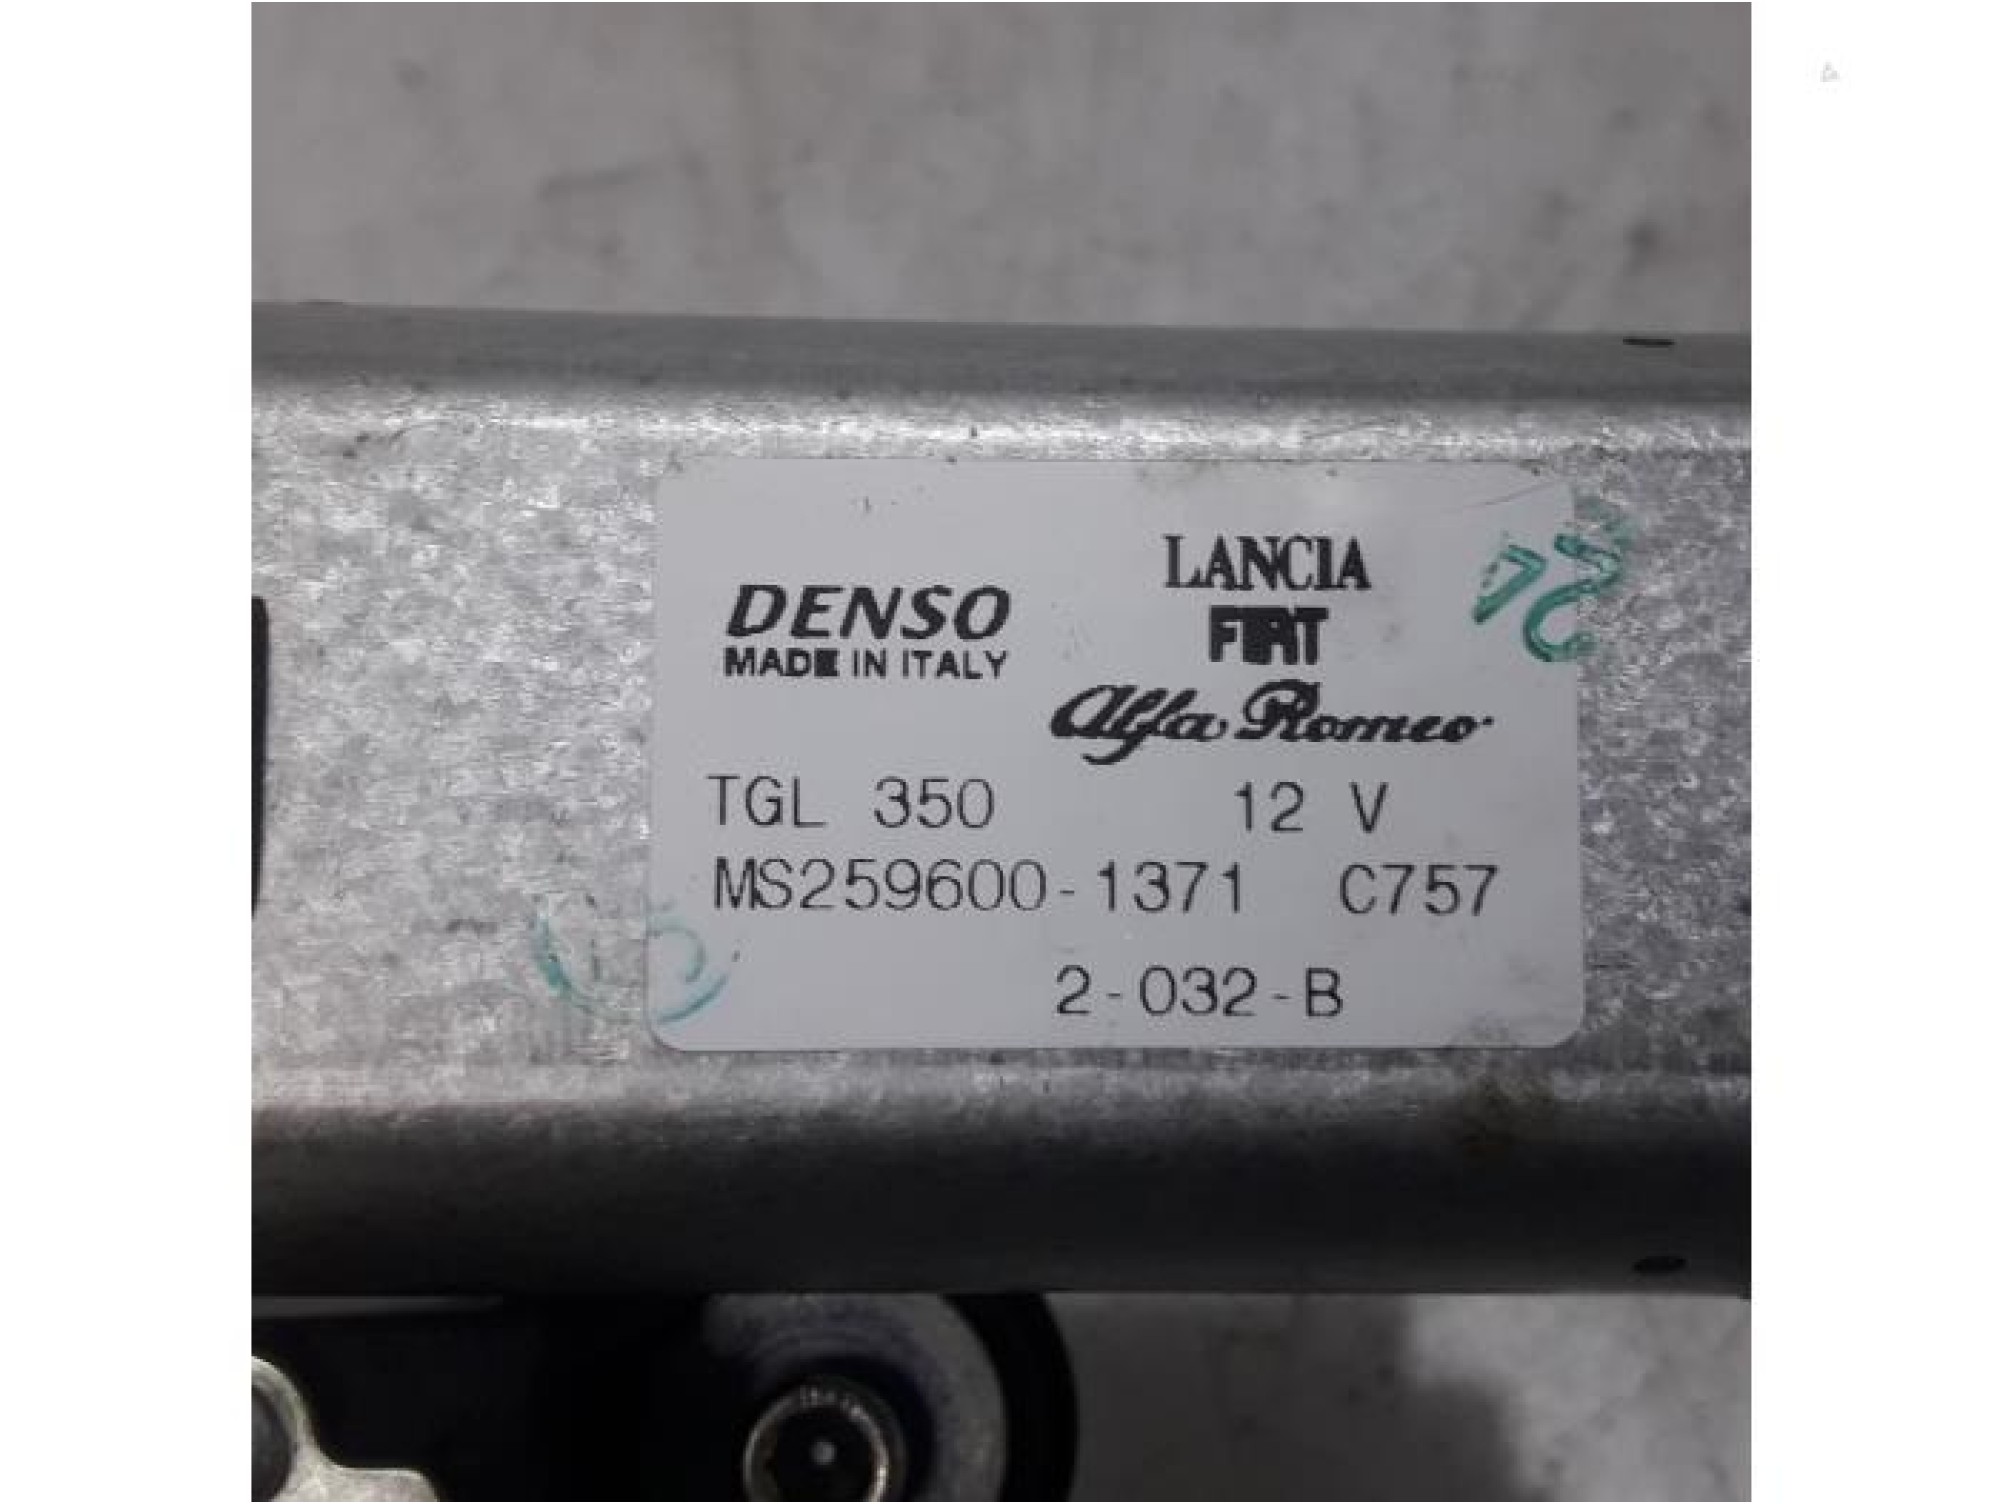 DENSO
MADE IN ITALY
LANCIA
FIAT
Alfa Romeo
TGL 350 12 V
MS259600-1371 C757
2-032-B